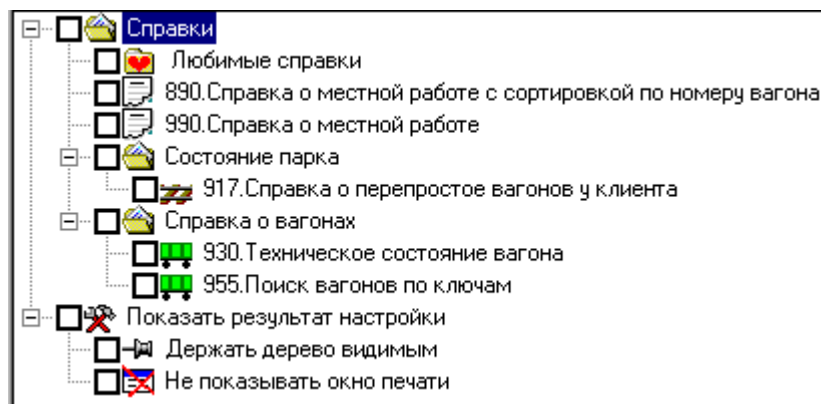 Справки
Любимые справки
890.Справка о местной работе с сортировкой по номеру вагона
990.Справка о местной работе
Состояние парка
917.Справка о перепростое вагонов у клиента
Справка о вагонах
930.Техническое состояние вагона
955.Поиск вагонов по ключам
Показать результат настройки
Держать дерево видимым
Не показывать окно печати